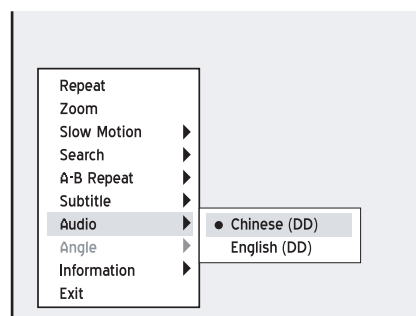 Repeat
Zoom
Slow Motion
Search
A-B Repeat
Subtitle
Audio
Chinese (DD)
Angle
English (DD)
Information
Exit